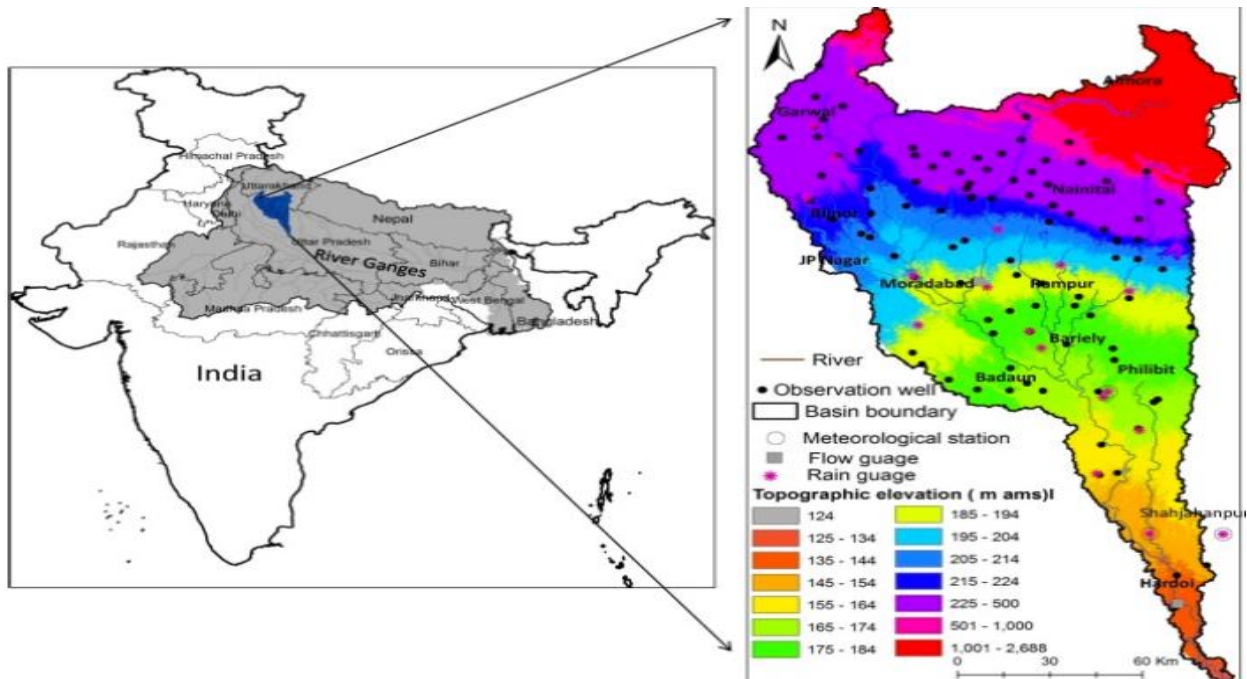 Himachal Pradesh
Uttarakhand
Haryana
Delhi
Nepal
Rajasthan
Uttar Pradesh
River Ganges
Bihar
Jharkhand
West Bengal
Madhya Pradesh
Bangladesh
Chhattisgarh
Orissa
India
N
Almora
Garwal
Nainital
Bijnor
JP Nagar
Moradabad
Rampur
Bariely
Philibit
Badaun
River
Observation well
Basin boundary
Meteorological station
Flow guage
Rain guage
Topographic elevation ( m ams)l
124
125 - 134
135 - 144
145 - 154
155 - 164
165 - 174
175 - 184
185 - 194
195 - 204
205 - 214
215 - 224
225 - 500
501 - 1,000
1,001 - 2,688
Shahjahanpur
Hardoi
0 30 60 Km